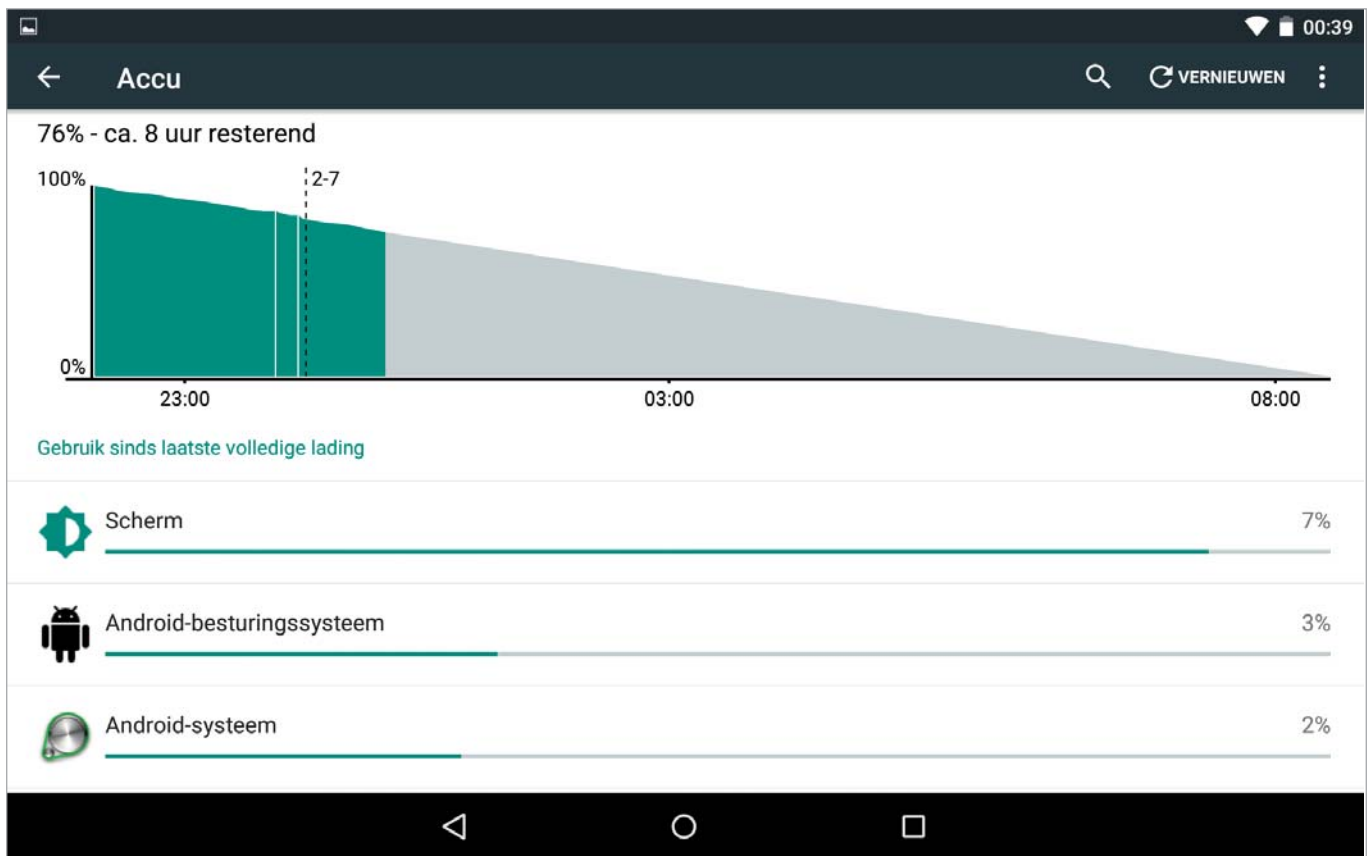 00:39
Accu
VERNIEUWEN
76% - ca. 8 uur resterend
100%
2-7
0%
23:00
03:00
08:00
Gebruik sinds laatste volledige lading
Scherm
7%
Android-besturingssysteem
3%
Android-systeem
2%